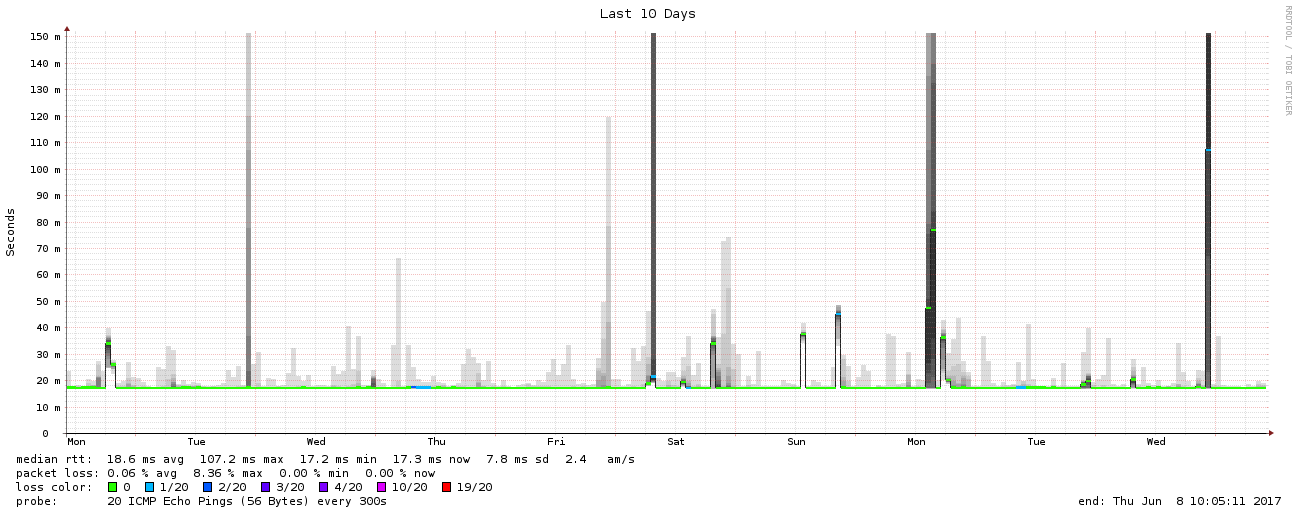 Last 10 Days
RRDTOOL / TOBI OETIKER
Seconds
150 m
140 m
130 m
120 m
110 m
100 m
90 m
80 m
70 m
60 m
50 m
40 m
30 m
20 m
10 m
0
Mon Tue Wed Thu Fri Sat Sun Mon Tue Wed
median rtt: 18.6 ms avg 107.2 ms max 17.2 ms min 17.3 ms now 7.8 ms sd 2.4 am/s
packet loss: 0.06 % avg 8.36 % max 0.00 % min 0.00 % now
loss color: 0 1/20 2/20 3/20 4/20 10/20 19/20
probe: 20 ICMP Echo Pings (56 Bytes) every 300s end: Thu Jun 8 10:05:11 2017